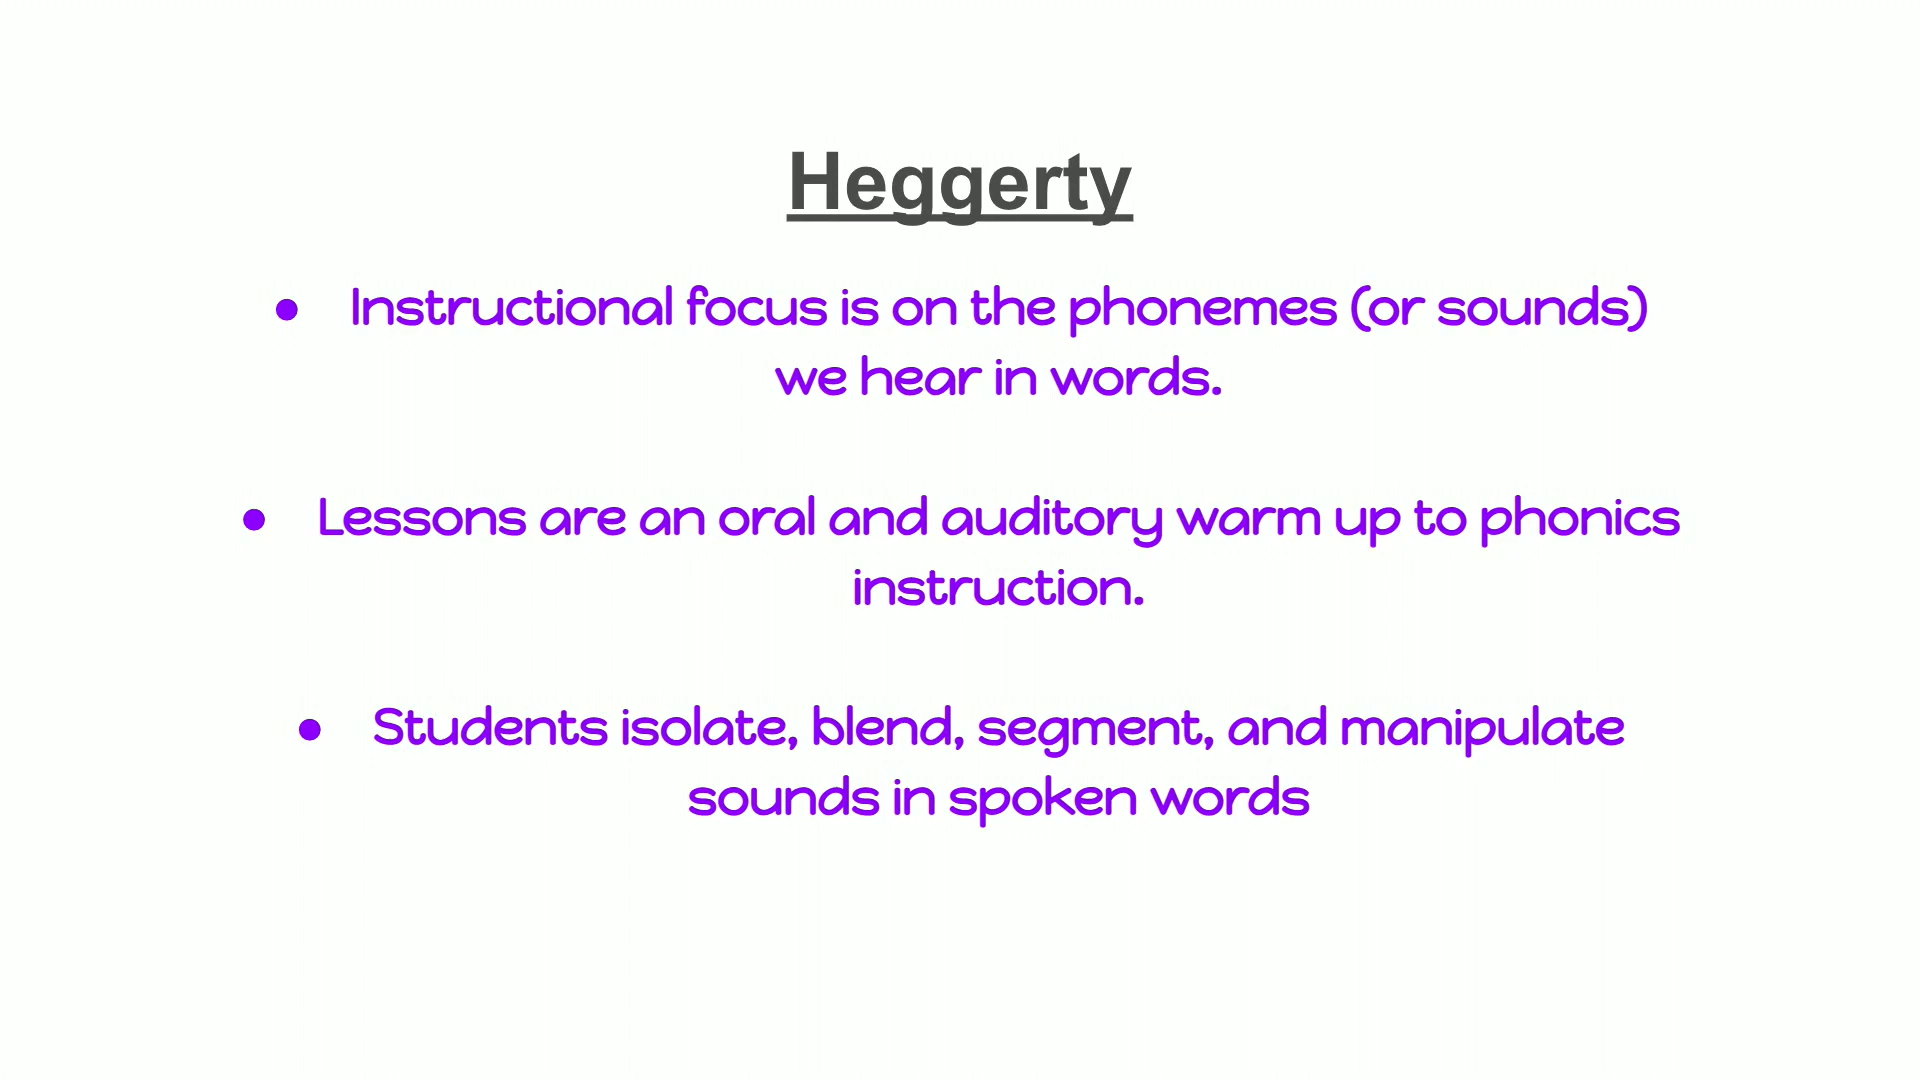 Heggerty
● Instructional focus is on the phonemes (or sounds)
we hear in words.
● Lessons are an oral and auditory warm up to phonics
instruction.
● Students isolate, blend, segment, and manipulate
sounds in spoken words